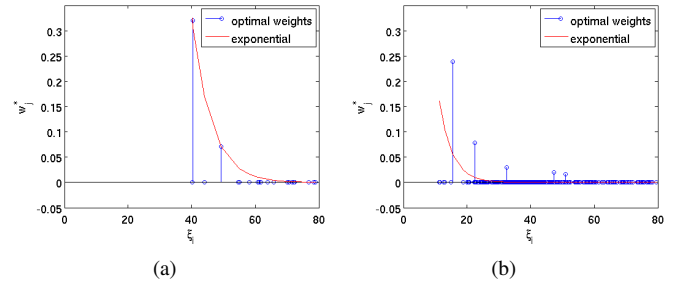 optimal weights
exponential
0.3
0.25
0.2
0.15
0.1
0.05
0
-0.05
w*j
0 20 40 60 80
ξj
(a)
optimal weights
exponential
0.3
0.25
0.2
0.15
0.1
0.05
0
-0.05
w*j
0 20 40 60 80
ξj
(b)